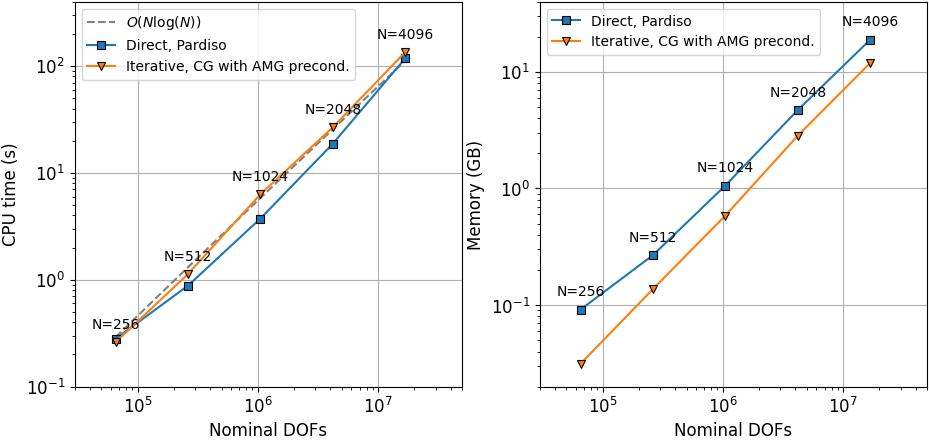 O(Nlog(N))
Direct, Pardiso
Iterative, CG with AMG precond.
N=256
N=512
N=1024
N=2048
N=4096
10²
10¹
10⁰
10⁻¹
10⁵
10⁶
10⁷
CPU time (s)
Nominal DOFs
Direct, Pardiso
Iterative, CG with AMG precond.
N=256
N=512
N=1024
N=2048
N=4096
10¹
10⁰
10⁻¹
10⁵
10⁶
10⁷
Memory (GB)
Nominal DOFs